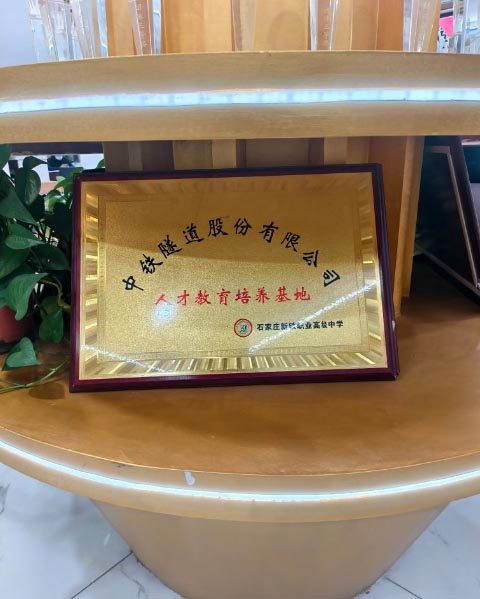 中铁隧道股份有限公司
人才教育培养基地
石家庄新铁职业高级中学